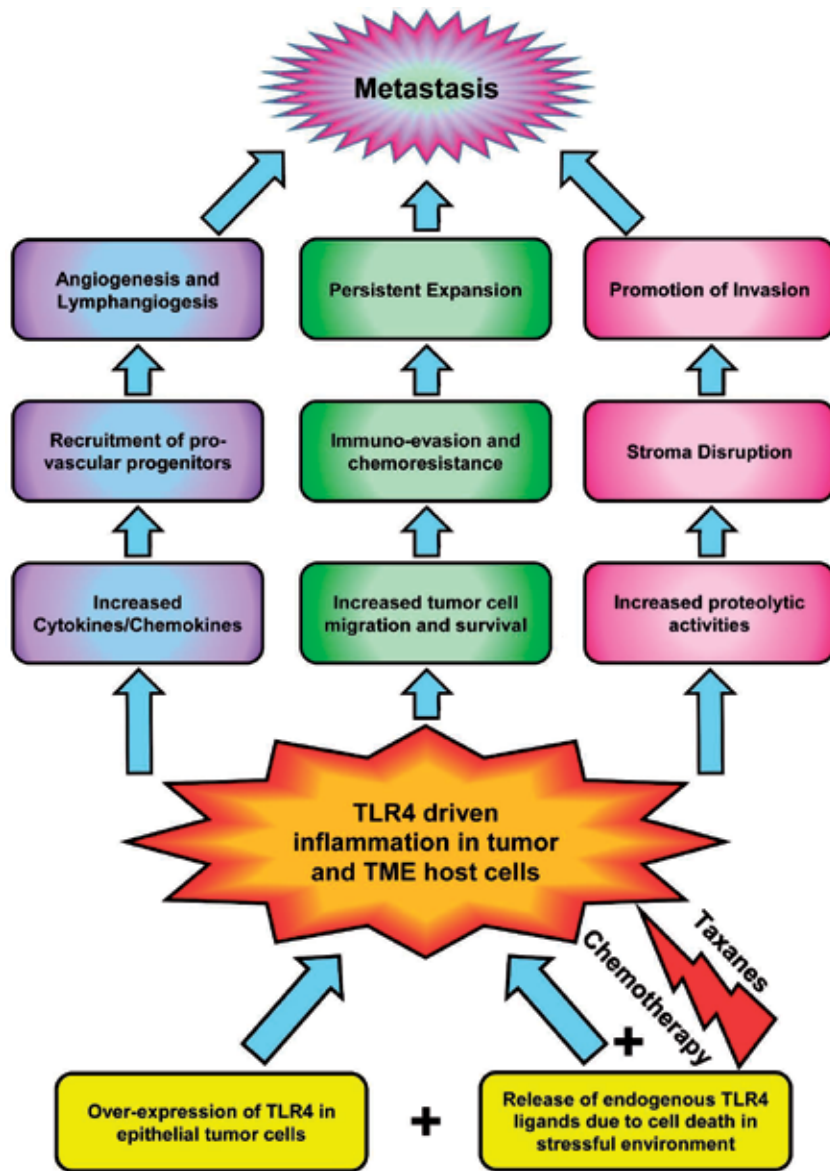 Metastasis
Angiogenesis and
Lymphangiogesis
Persistent Expansion
Promotion of Invasion
Recruitment of pro-
vascular progenitors
Immuno-evasion and
chemoresistance
Stroma Disruption
Increased
Cytokines/Chemokines
Increased tumor cell
migration and survival
Increased proteolytic
activities
TLR4 driven
inflammation in tumor
and TME host cells
Taxanes
Chemotherapy
+
Over-expression of TLR4 in
epithelial tumor cells
+
Release of endogenous TLR4
ligands due to cell death in
stressful environment